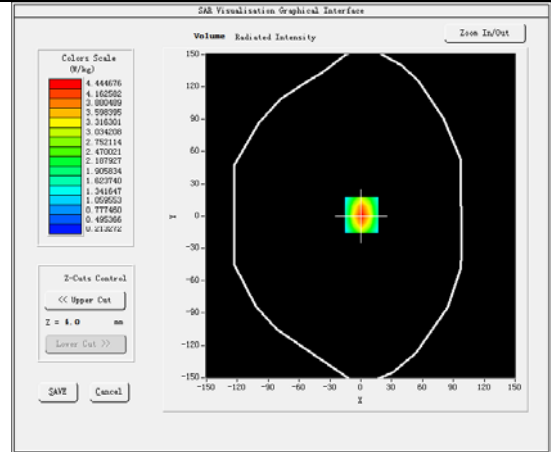 SAR Visualisation Graphical Interface
Volume Radiated Intensity
Zoom In/Out
Colors Scale
(W/kg)
4.444676
4.162582
3.880489
3.598395
3.316301
3.034208
2.752114
2.470021
2.187927
1.905834
1.623740
1.341647
1.059553
0.777460
0.495366
0.213272
Z-Cuts Control
<< Upper Cut
Z = 4.0 mm
Lower Cut >>
SAVE Cancel
150
120
90
60
30
0
-30
-60
-90
-120
-150
Y
-150 -120 -90 -60 -30 0 30 60 90 120 150
X